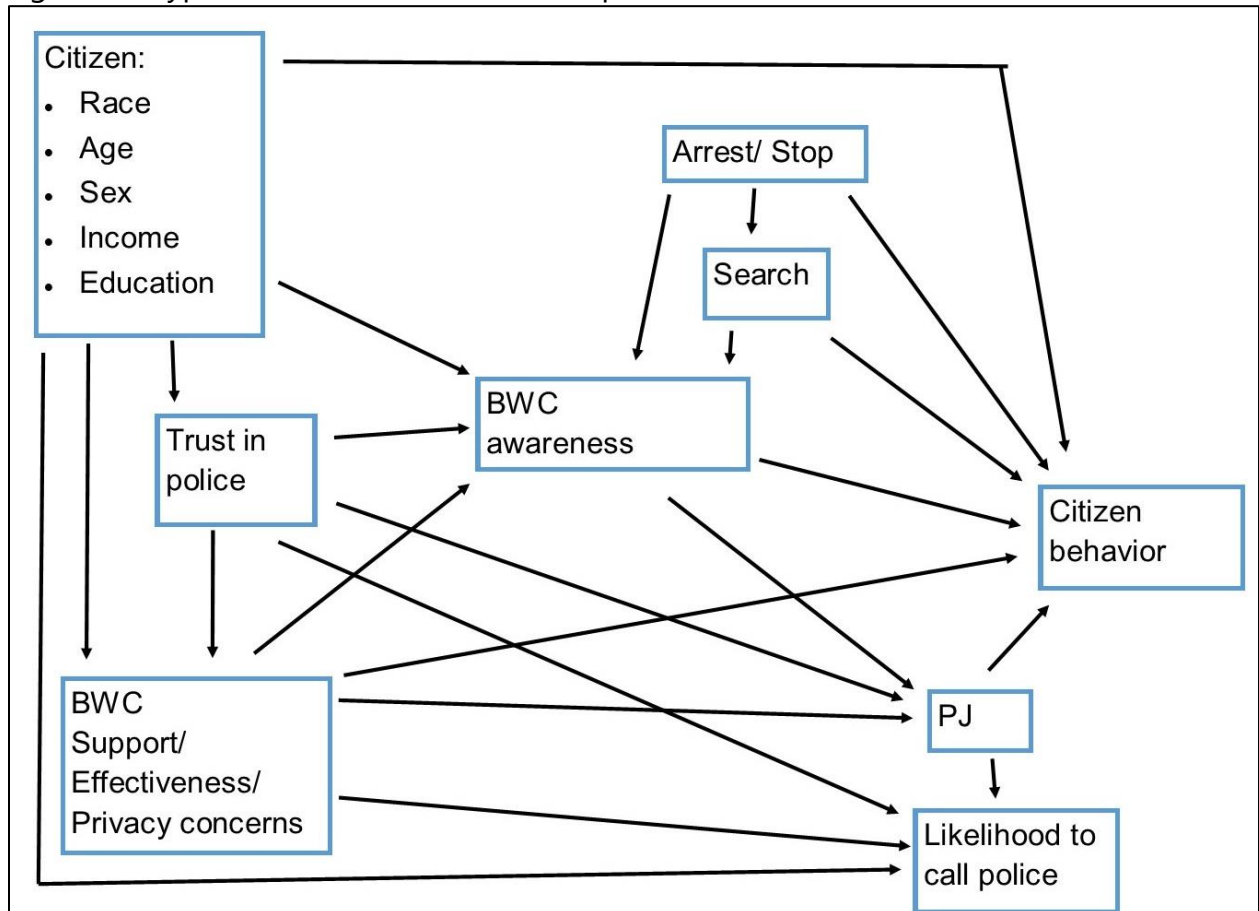 Citizen:
• Race
• Age
• Sex
• Income
• Education
Arrest/ Stop
Search
BWC
awareness
Trust in
police
Citizen
behavior
BWC
Support/
Effectiveness/
Privacy concerns
PJ
Likelihood to
call police